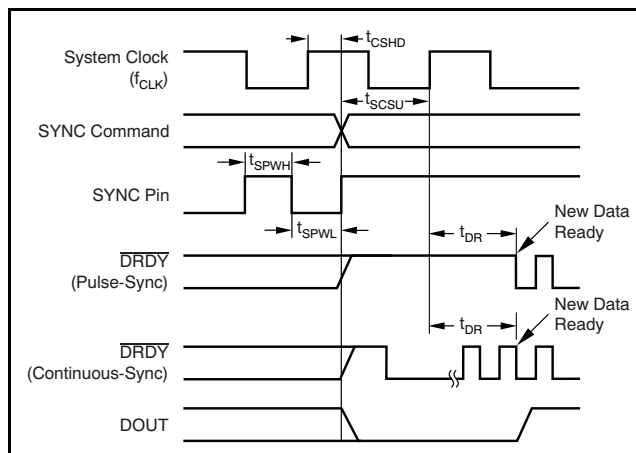 tCSHD
System Clock
(fCLK)
tSCSU
SYNC Command
tSPWH
SYNC Pin
tSPWL
tDR
New Data
Ready
DRDY
(Pulse-Sync)
New Data
Ready
tDR
DRDY
(Continuous-Sync)
DOUT